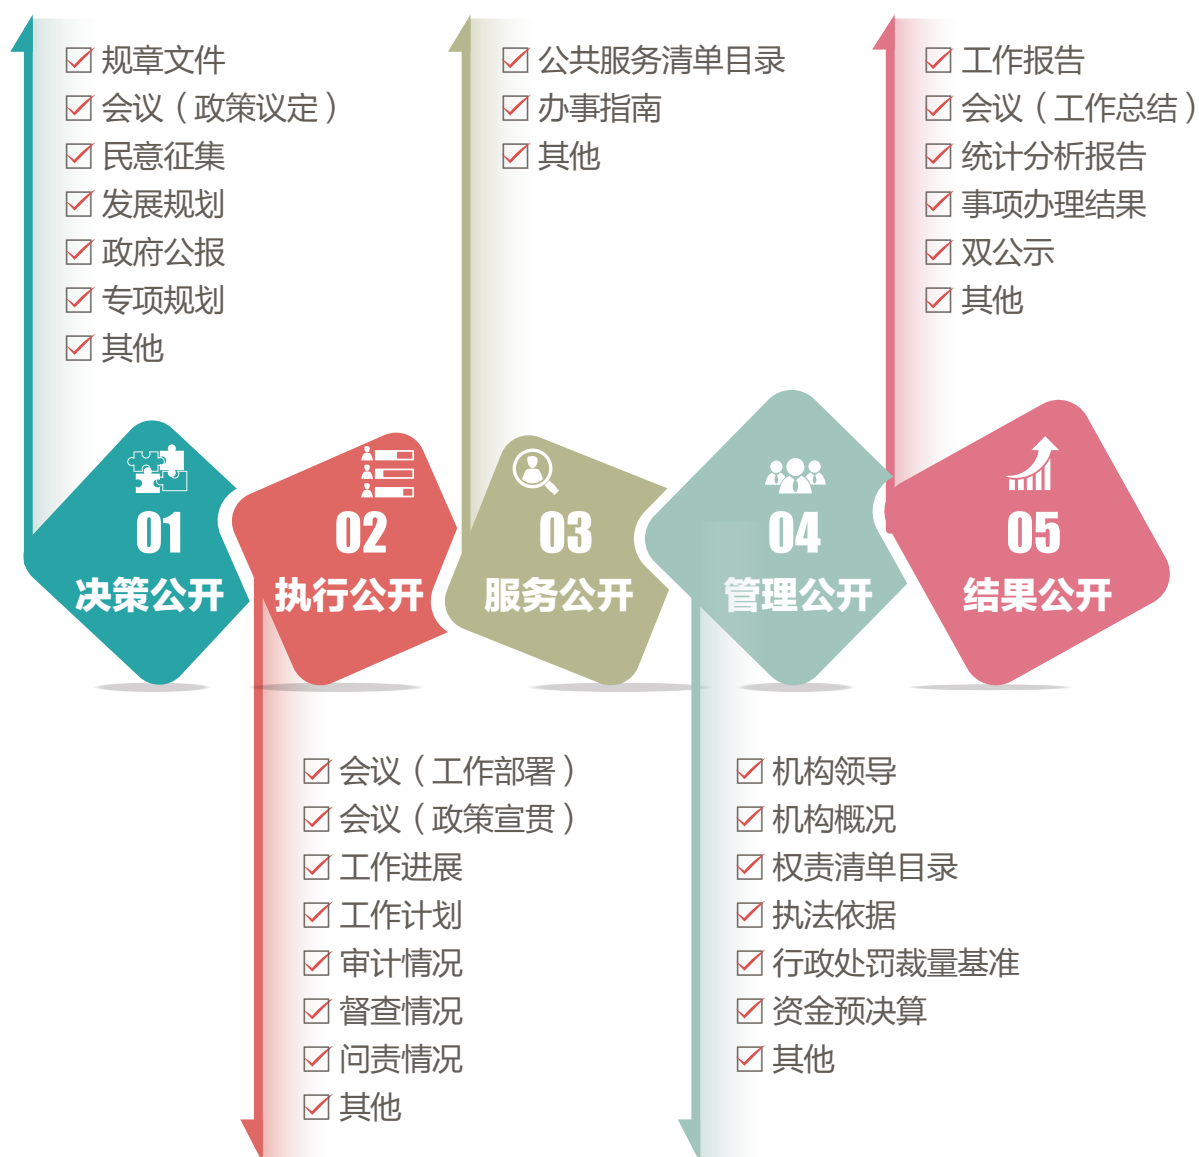 规章文件
会议（政策议定）
民意征集
发展规划
政府公报
专项规划
其他
01
决策公开
02
执行公开
会议（工作部署）
会议（政策宣贯）
工作进展
工作计划
审计情况
督查情况
问责情况
其他
公共服务清单目录
办事指南
其他
03
服务公开
04
管理公开
机构领导
机构概况
权责清单目录
执法依据
行政处罚裁量基准
资金预决算
其他
工作报告
会议（工作总结）
统计分析报告
事项办理结果
双公示
其他
05
结果公开